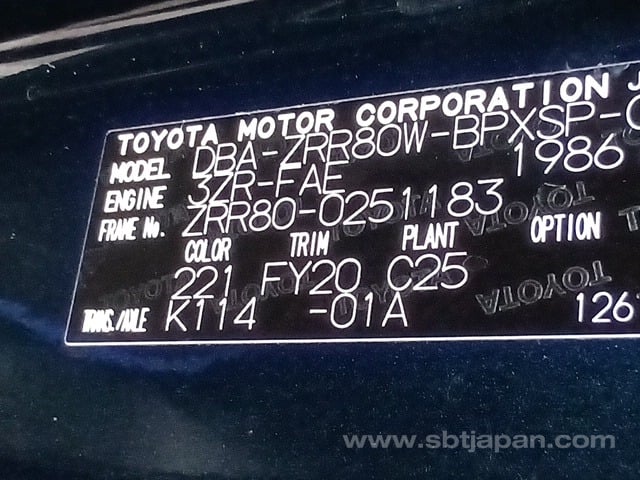 TOYOTA MOTOR CORPORATION J
MODEL DBA-ZRR80W-BPXSP-
ENGINE 3ZR-FAE 1986
FRAME No. ZRR80-0251183
COLOR TRIM PLANT OPTION
221 FY20 C25
TRANS./AXLE K114 -01A 126
www.sbtjapan.com